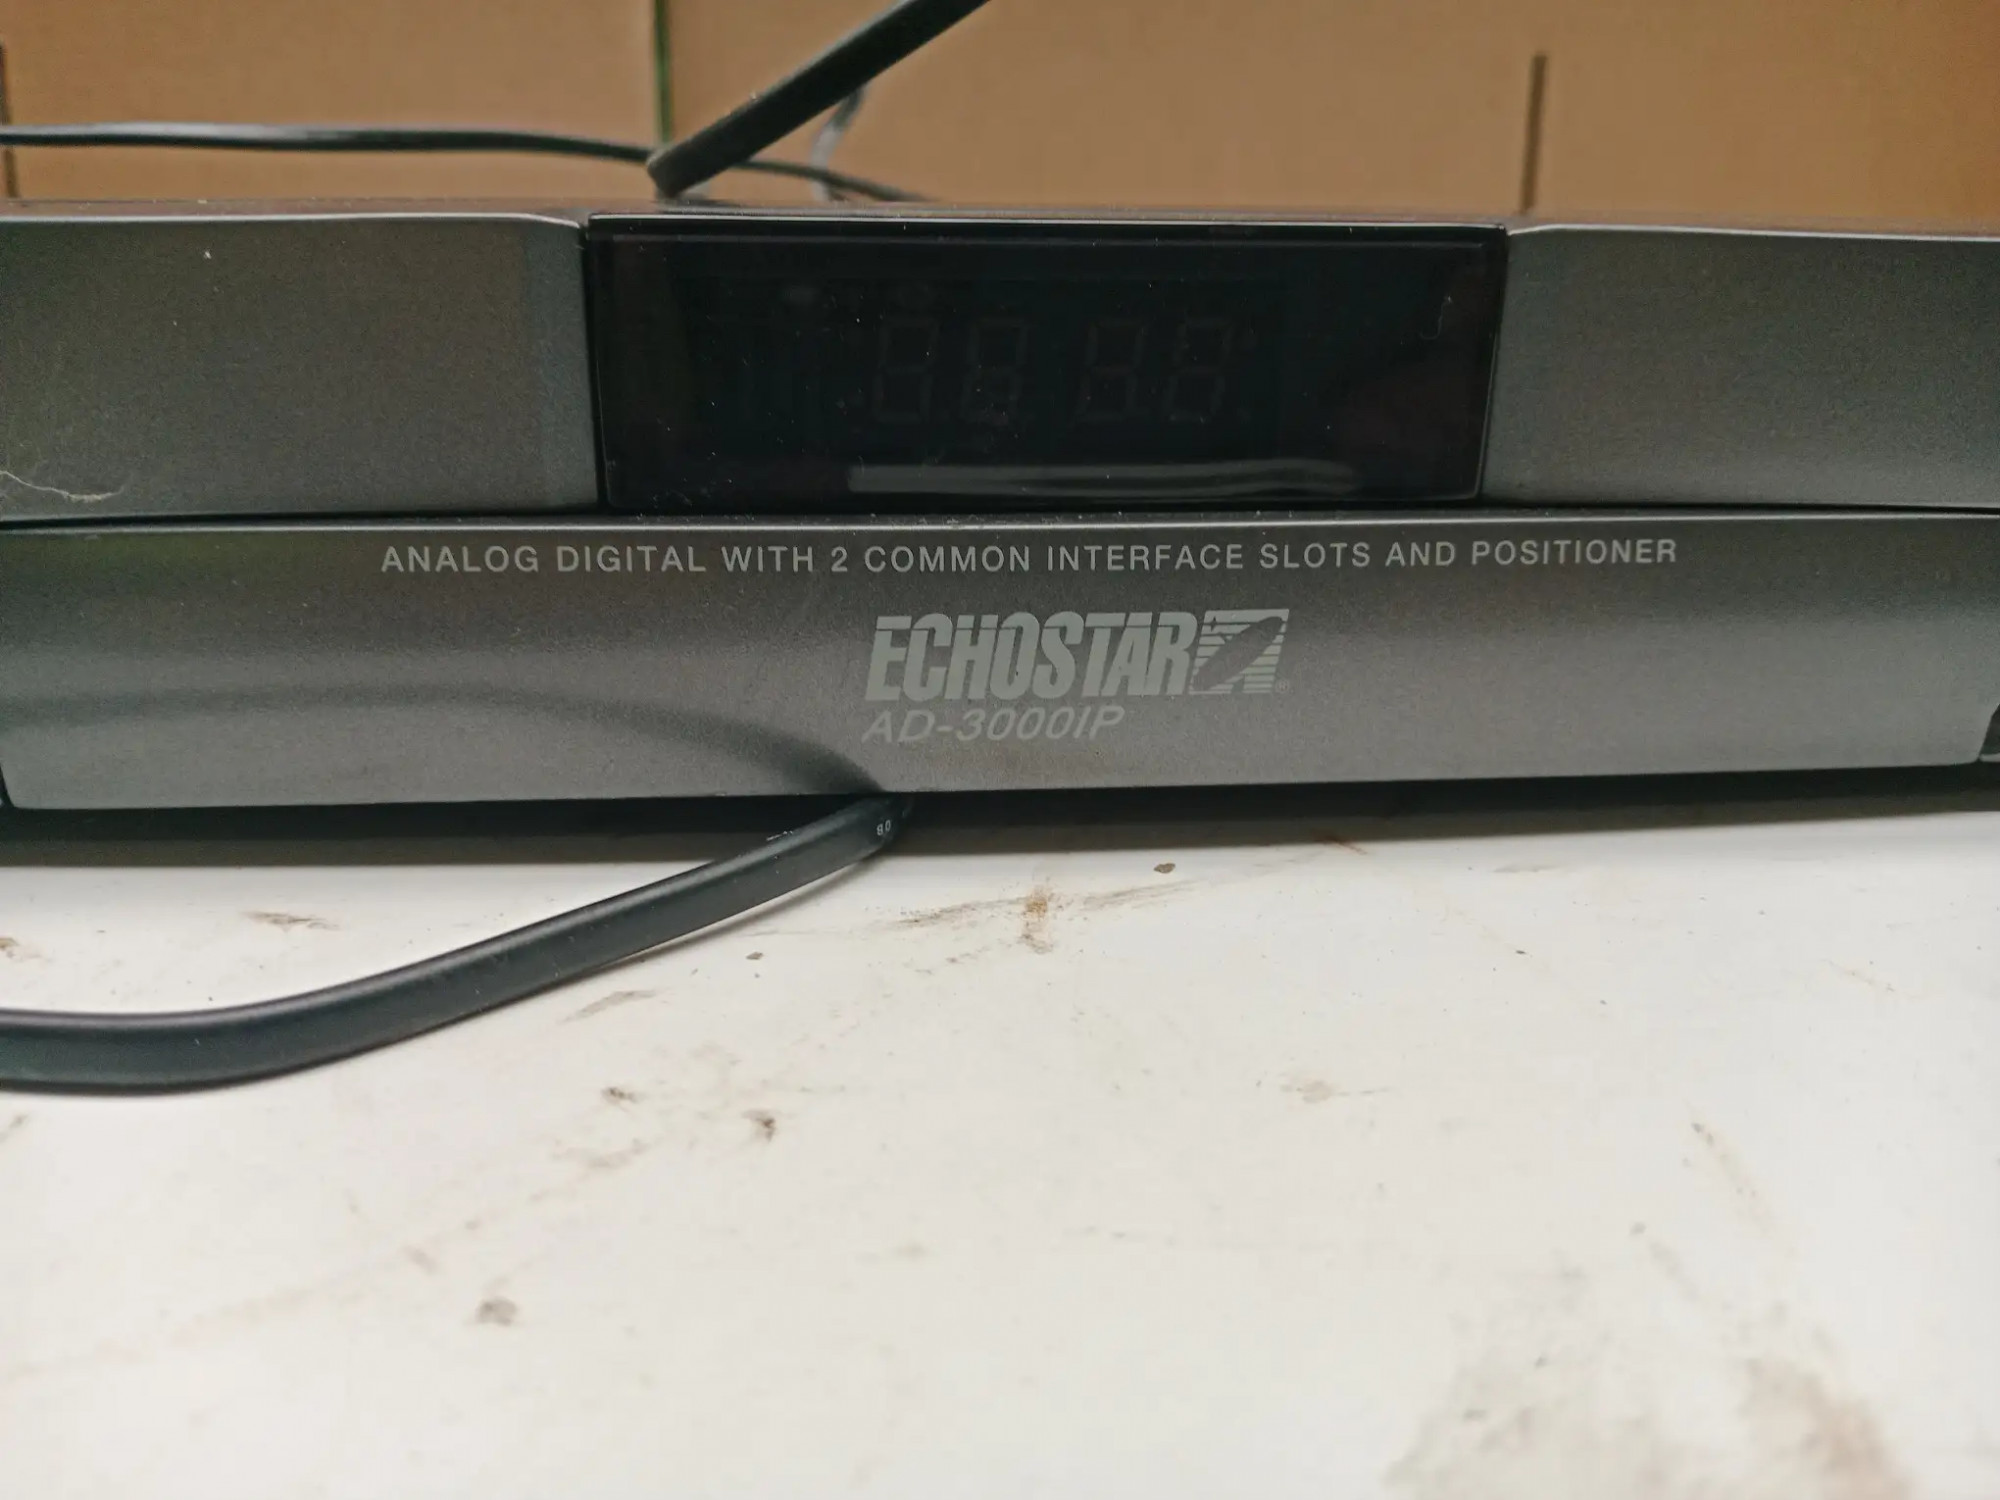 ANALOG DIGITAL WITH 2 COMMON INTERFACE SLOTS AND POSITIONER
ECHOSTAR
AD-3000IP